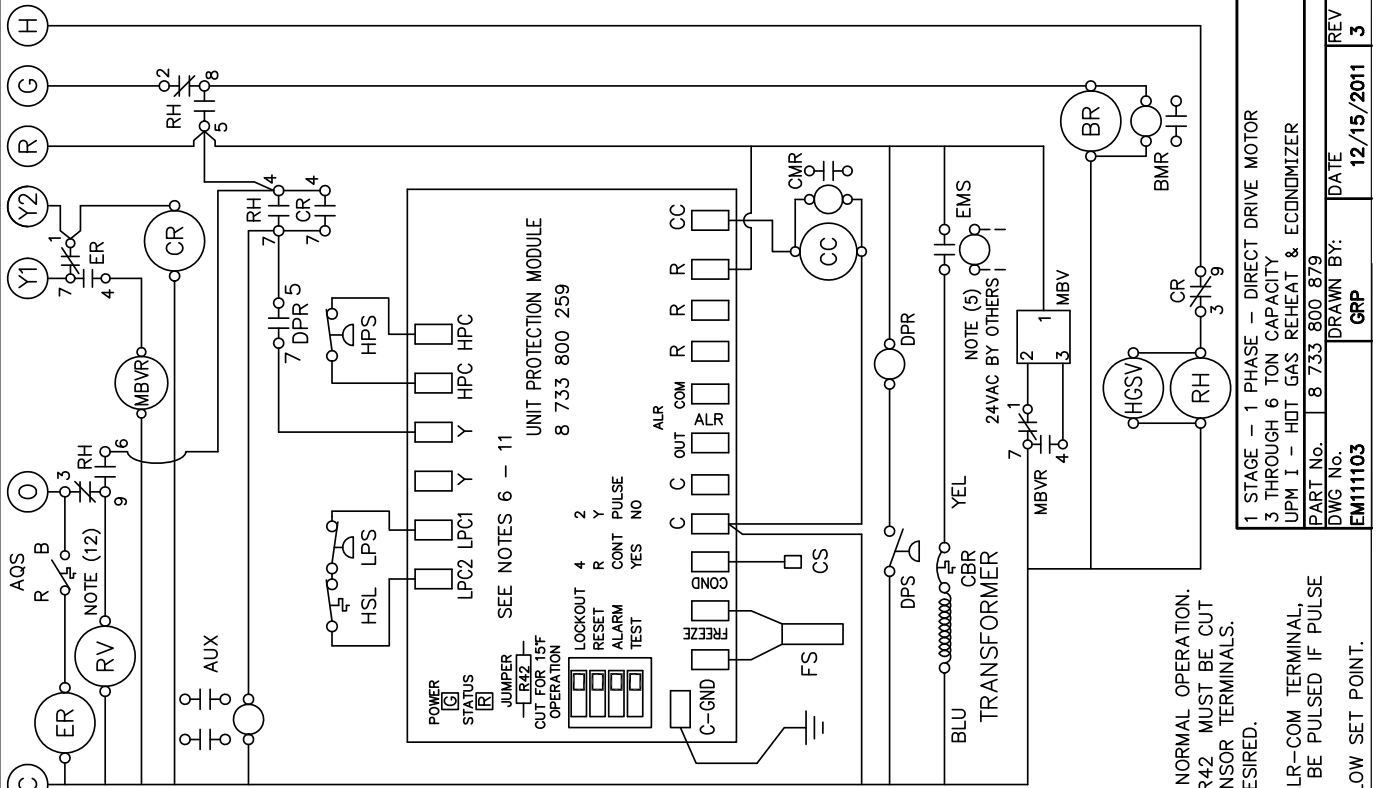 H
G
R
Y2
Y1
O
C
2
8
RH
5
1
7
ER
4
CR
4
RH
7
CR
4
7
5
7 DPR
MBVR
AQS
R B
3
9
RH
6
NOTE (12)
ER
RV
AUX
HPS
LPS
HSL
HPC
HPC
Y
Y
LPC1
LPC2
UNIT PROTECTION MODULE
8 733 800 259
SEE NOTES 6 - 11
POWER
G
STATUS
R
JUMPER
R42
CUT FOR 15°F
OPERATION
LOCKOUT 4 2
RESET R Y
ALARM CONT PULSE
TEST YES NO
CC
R
R
R
COM
ALR
ALR
OUT
C
C
COND
FREEZE
C-GND
CMR
CC
CS
FS
DPR
DPS
EMS
NOTE (5)
24VAC BY OTHERS
YEL
CBR
BLU
TRANSFORMER
MBV
1
2
3
1
7
4
MBVR
BR
BMR
CR
9
3
HGSV
RH
NORMAL OPERATION.
R42 MUST BE CUT
NSOR TERMINALS.
ESIRED.
LR-COM TERMINAL,
BE PULSED IF PULSE
LOW SET POINT.
1 STAGE - 1 PHASE - DIRECT DRIVE MOTOR
3 THROUGH 6 TON CAPACITY
UPM I - HOT GAS REHEAT & ECONOMIZER
PART No. 8 733 800 879
DWG No. DRAWN BY: DATE REV
EM11103 GRP 12/15/2011 3